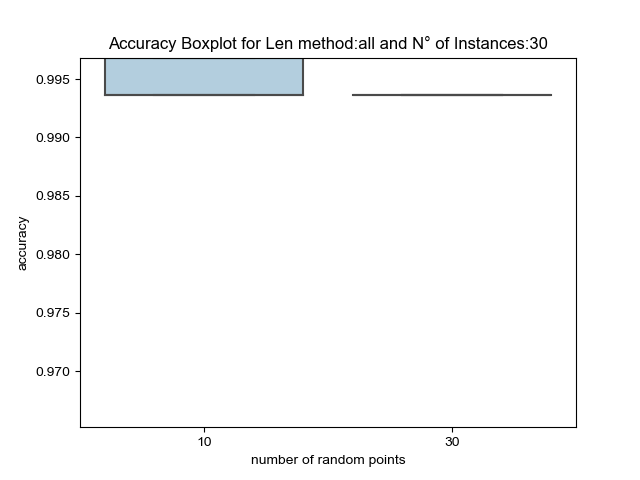 Accuracy Boxplot for Len method:all and N° of Instances:30
0.995
0.990
0.985
0.980
0.975
0.970
accuracy
10
30
number of random points